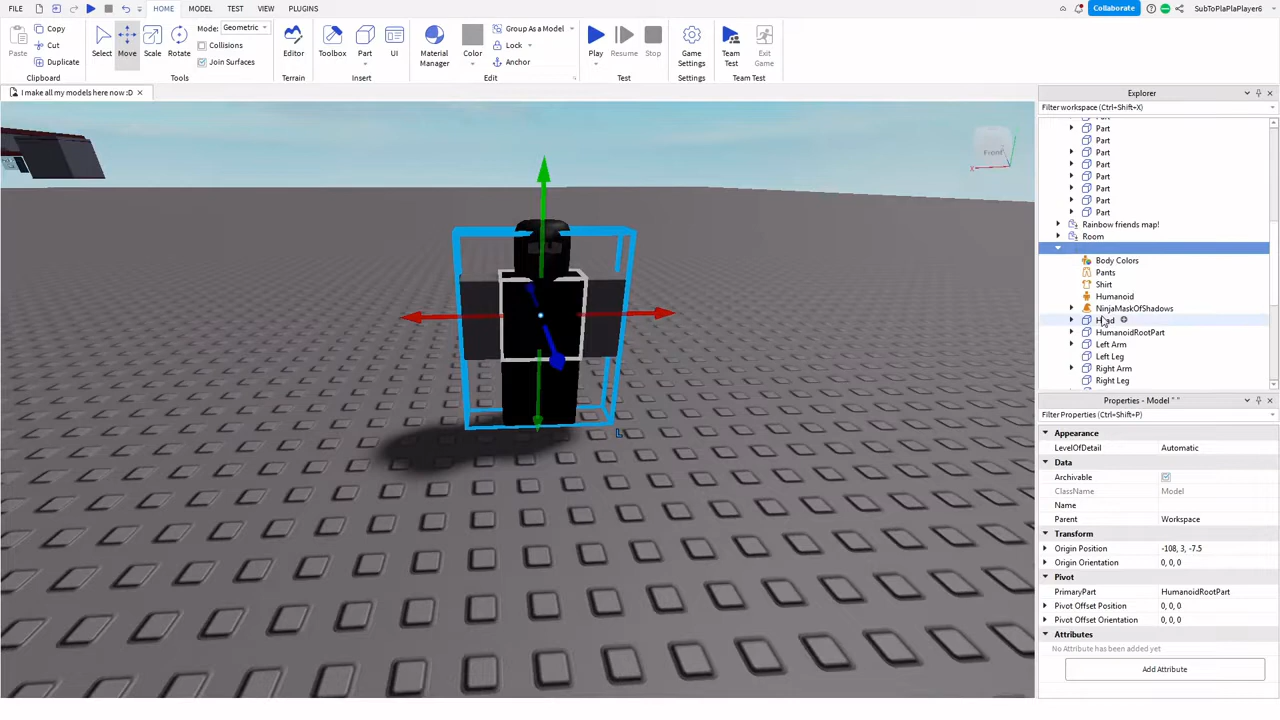 FILE HOME MODEL TEST VIEW PLUGINS Collaborate SubToPlaPlaPlayer6
Copy Cut Duplicate Paste Clipboard
Select Move Scale Rotate Mode: Geometric Collisions Join Surfaces Tools
Editor Terrain
Toolbox Part UI Insert
Material Manager Color Group As a Model Lock Anchor Edit
Play Resume Stop Test
Game Settings Settings
Team Test Exit Game Team Test
I make all my models here now :D
Front
X
L
Explorer
Filter workspace (Ctrl+Shift+X)
Part
Part
Part
Part
Part
Part
Part
Part
Rainbow friends map!
Room
Body Colors
Pants
Shirt
Humanoid
NinjaMaskOfShadows
Head
HumanoidRootPart
Left Arm
Left Leg
Right Arm
Right Leg
Properties - Model " "
Filter Properties (Ctrl+Shift+P)
Appearance
LevelOfDetail Automatic
Data
Archivable
ClassName Model
Name
Parent Workspace
Transform
Origin Position -108, 3, -7.5
Origin Orientation 0, 0, 0
Pivot
PrimaryPart HumanoidRootPart
Pivot Offset Position 0, 0, 0
Pivot Offset Orientation 0, 0, 0
Attributes
No Attribute has been added yet
Add Attribute